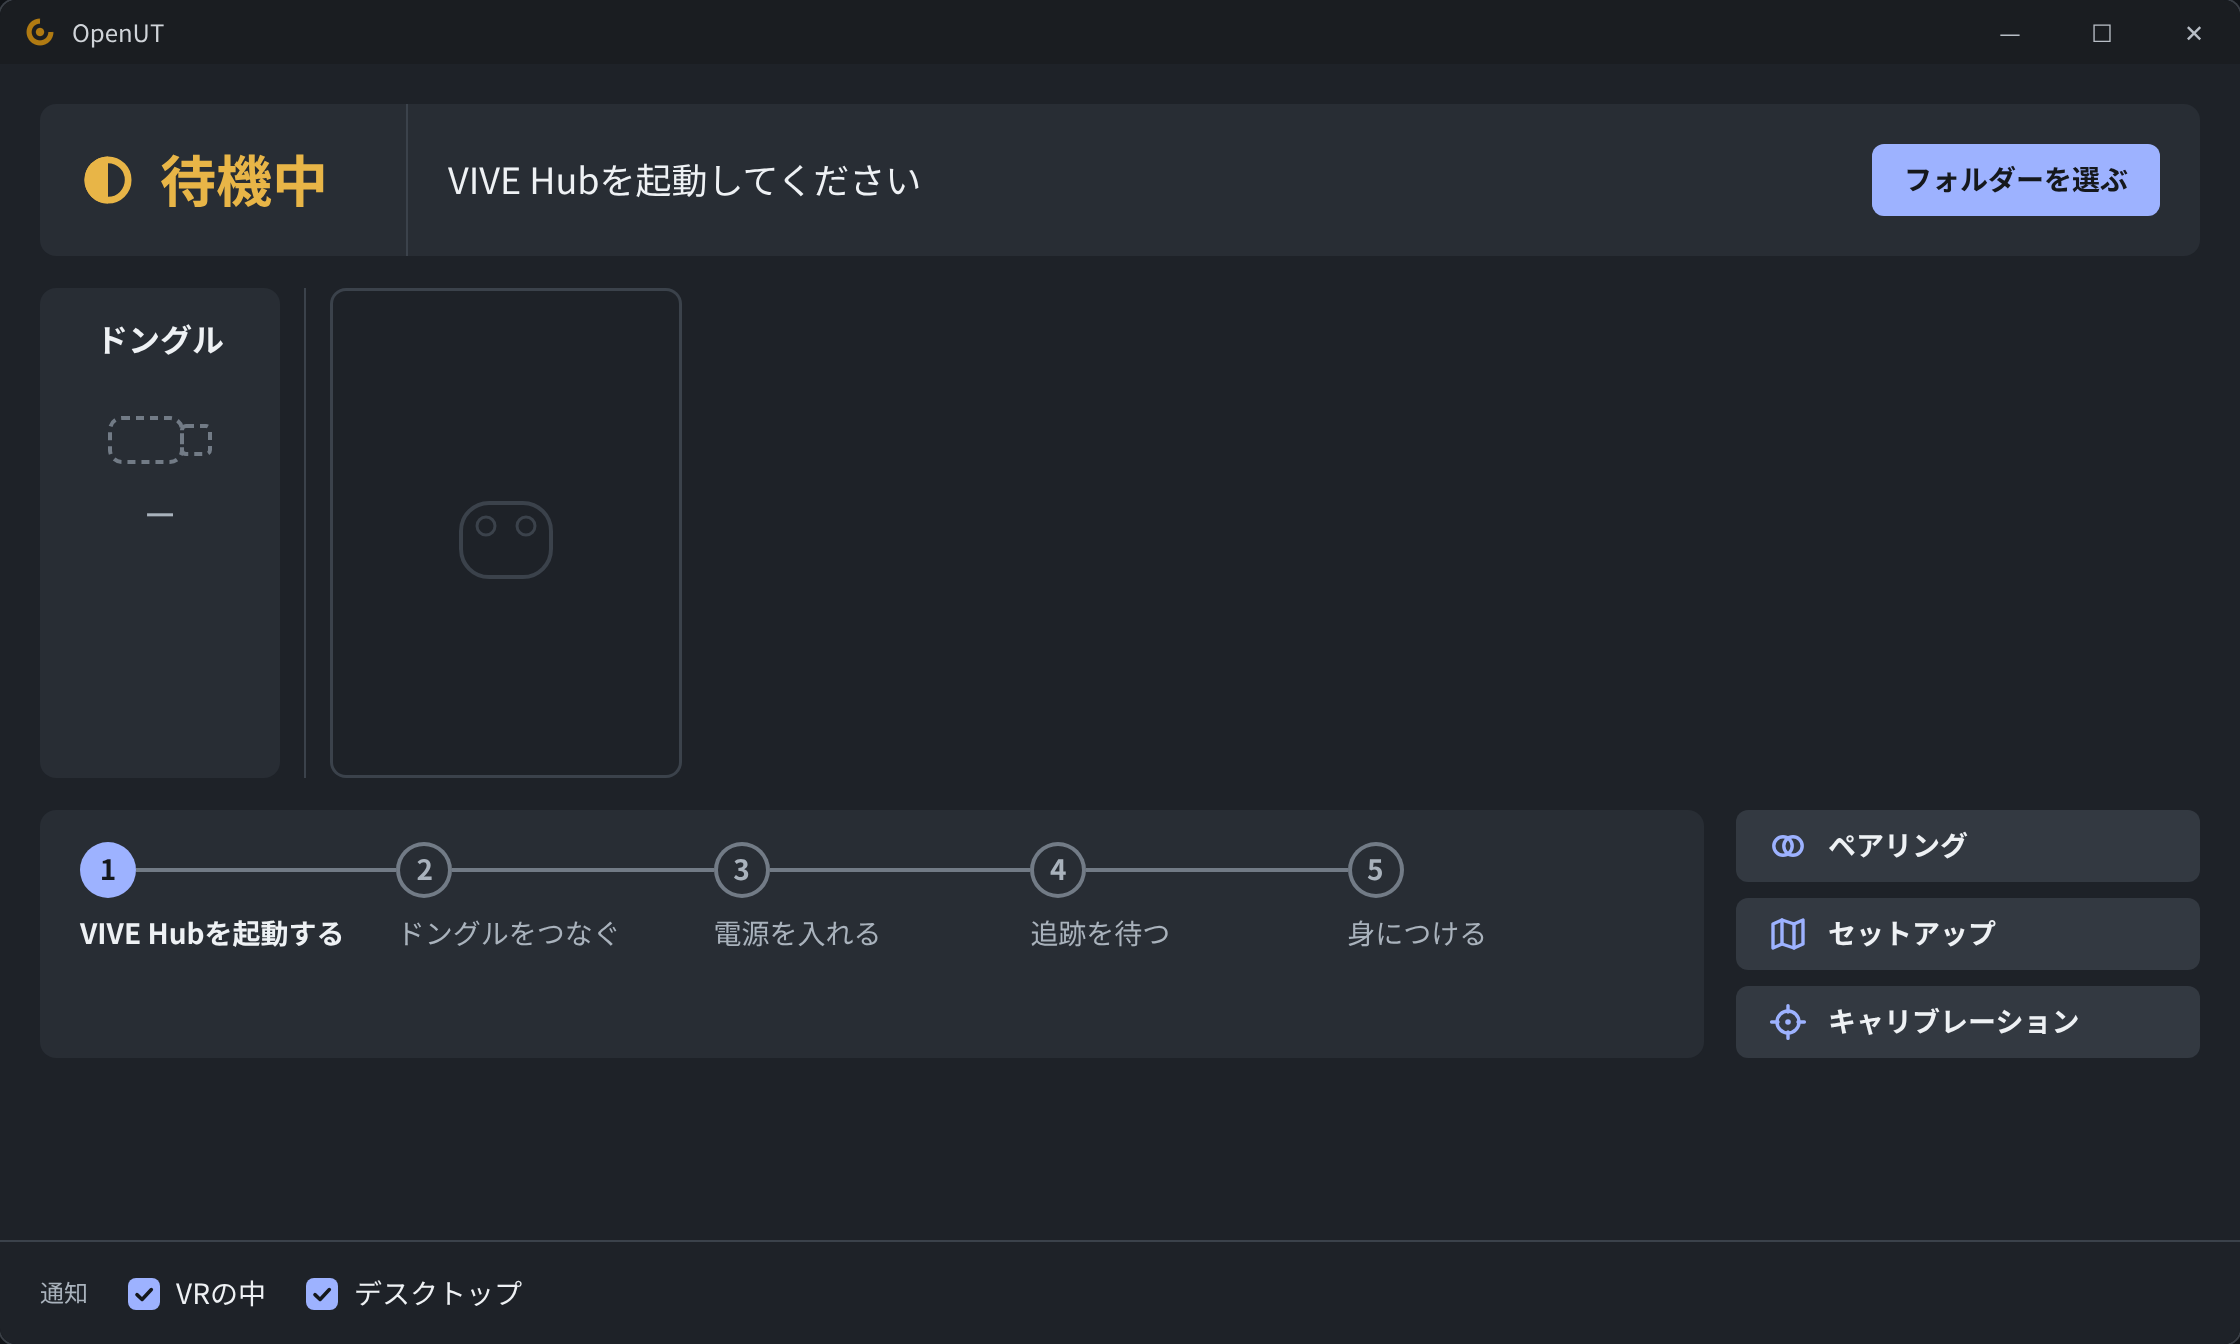 OpenUT
待機中
VIVE Hubを起動してください
フォルダーを選ぶ
ドングル
—
1
2
3
4
5
VIVE Hubを起動する
ドングルをつなぐ
電源を入れる
追跡を待つ
身につける
ペアリング
セットアップ
キャリブレーション
通知
VRの中
デスクトップ